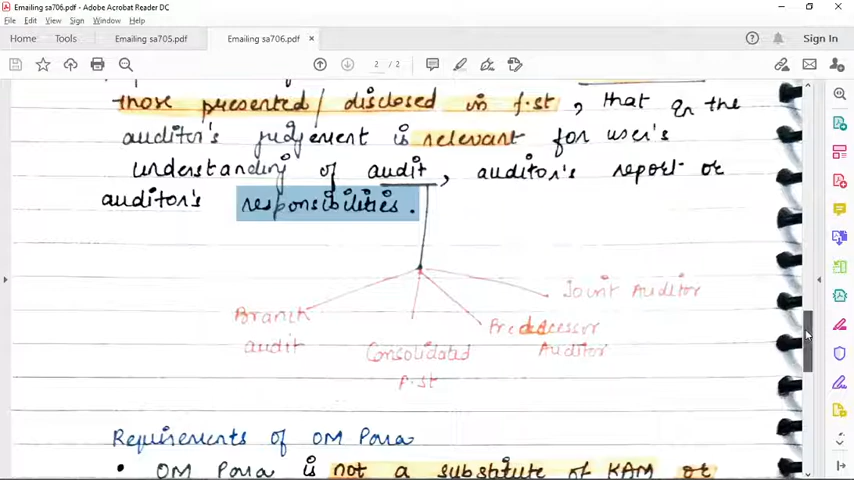 Emailing sa706.pdf - Adobe Acrobat Reader DC
File Edit View Sign Window Help
Home Tools Emailing sa705.pdf Emailing sa706.pdf × Sign In
2 / 2
those presented/ disclosed in f.st, that in the
auditor's judgement is relevant for user's
understanding of audit, auditor's report or
auditor's responsibilities.
Joint Auditor
Branch audit
Predecessor Auditor
Consolidated f.st
Requirements of OM Para
• OM Para is not a substitute of KAM or